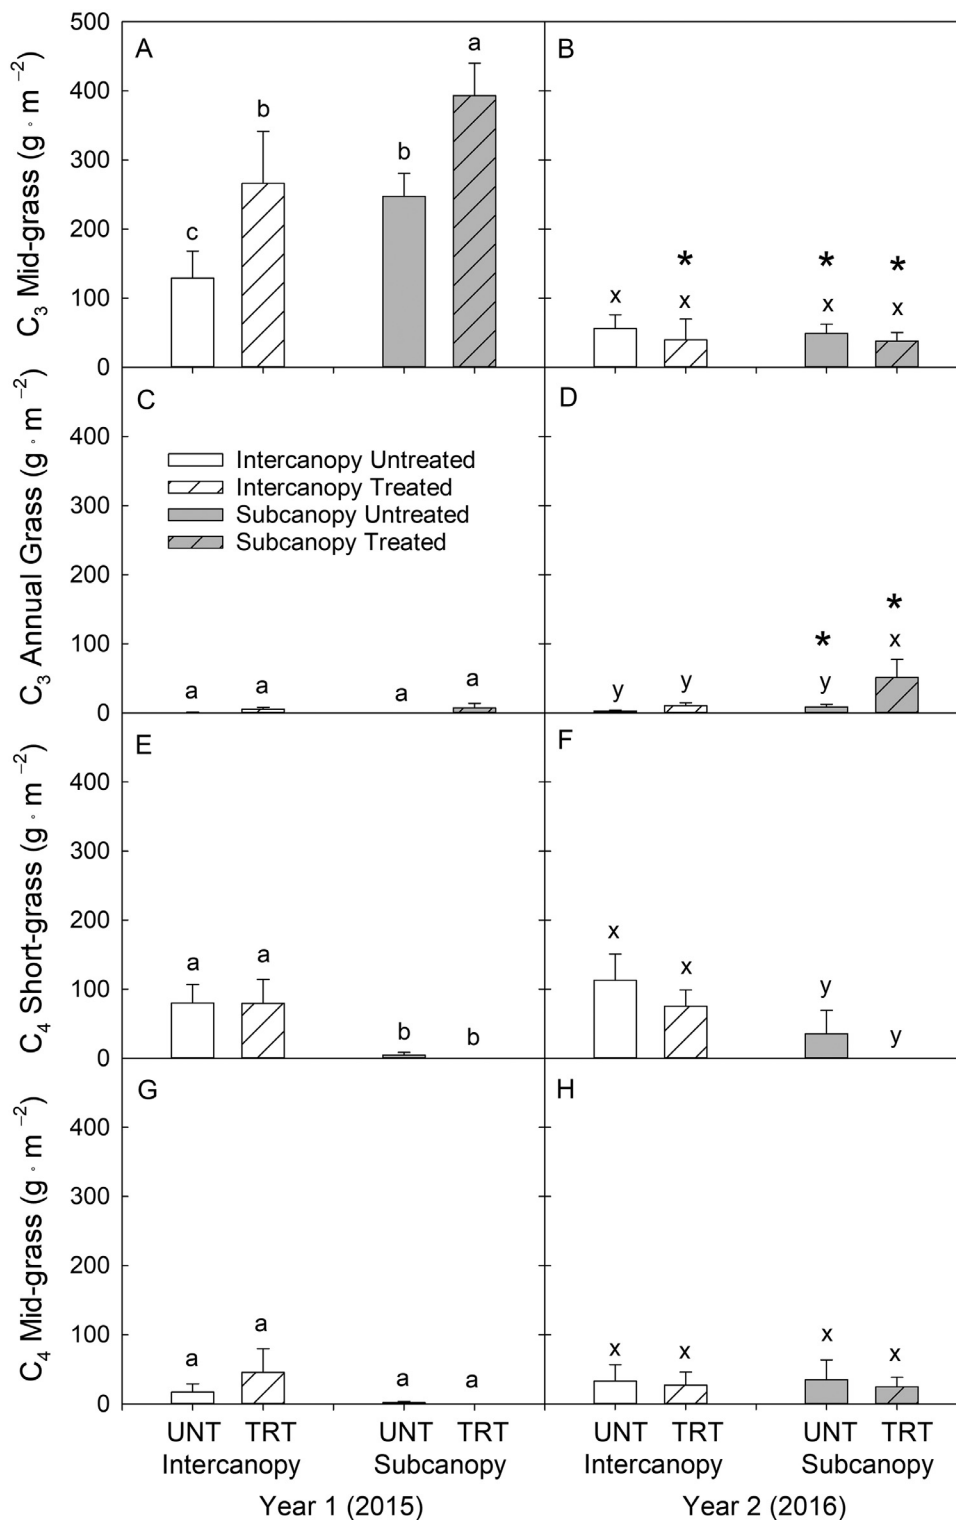 C3 Mid-grass (g · m −2)
500
400
300
200
100
0
A
c
b
b
a
B
x
*
x
*
x
*
x
C3 Annual Grass (g · m −2)
400
300
200
100
0
C
Intercanopy Untreated
Intercanopy Treated
Subcanopy Untreated
Subcanopy Treated
a
a
a
a
D
y
y
*
y
*
x
C4 Short-grass (g · m −2)
400
300
200
100
0
E
a
a
b
b
F
x
x
y
y
C4 Mid-grass (g · m −2)
400
300
200
100
0
G
a
a
a
a
H
x
x
x
x
UNT TRT UNT TRT UNT TRT UNT TRT
Intercanopy Subcanopy Intercanopy Subcanopy
Year 1 (2015) Year 2 (2016)